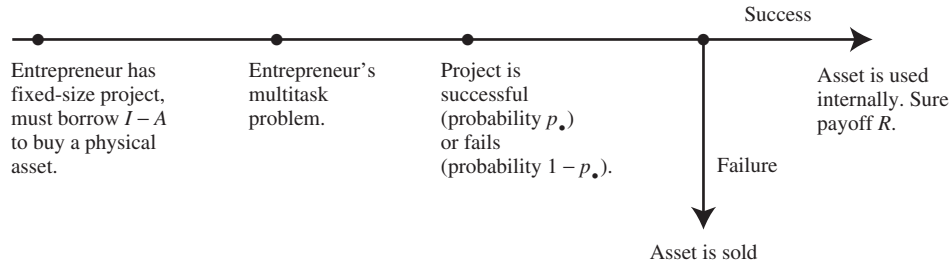 Success
Entrepreneur has
fixed-size project,
must borrow I – A
to buy a physical
asset.
Entrepreneur's
multitask
problem.
Project is
successful
(probability p•)
or fails
(probability 1 – p•).
Asset is used
internally. Sure
payoff R.
Failure
Asset is sold